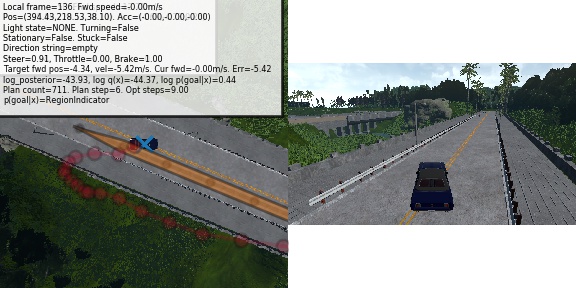 Local frame=136. Fwd speed=-0.00m/s
Pos=(394.43,218.53,38.10). Acc=(-0.00,-0.00,-0.00)
Light state=NONE. Turning=False
Stationary=False. Stuck=False
Direction string=empty
Steer=0.91, Throttle=0.00, Brake=1.00
Target fwd pos=-4.34, vel=-5.42m/s. Cur fwd=-0.00m/s. Err=-5.42
log_posterior=-43.93, log q(x)=-44.37, log p(goal|x)=0.44
Plan count=711. Plan step=6. Opt steps=9.00
p(goal|x)=RegionIndicator